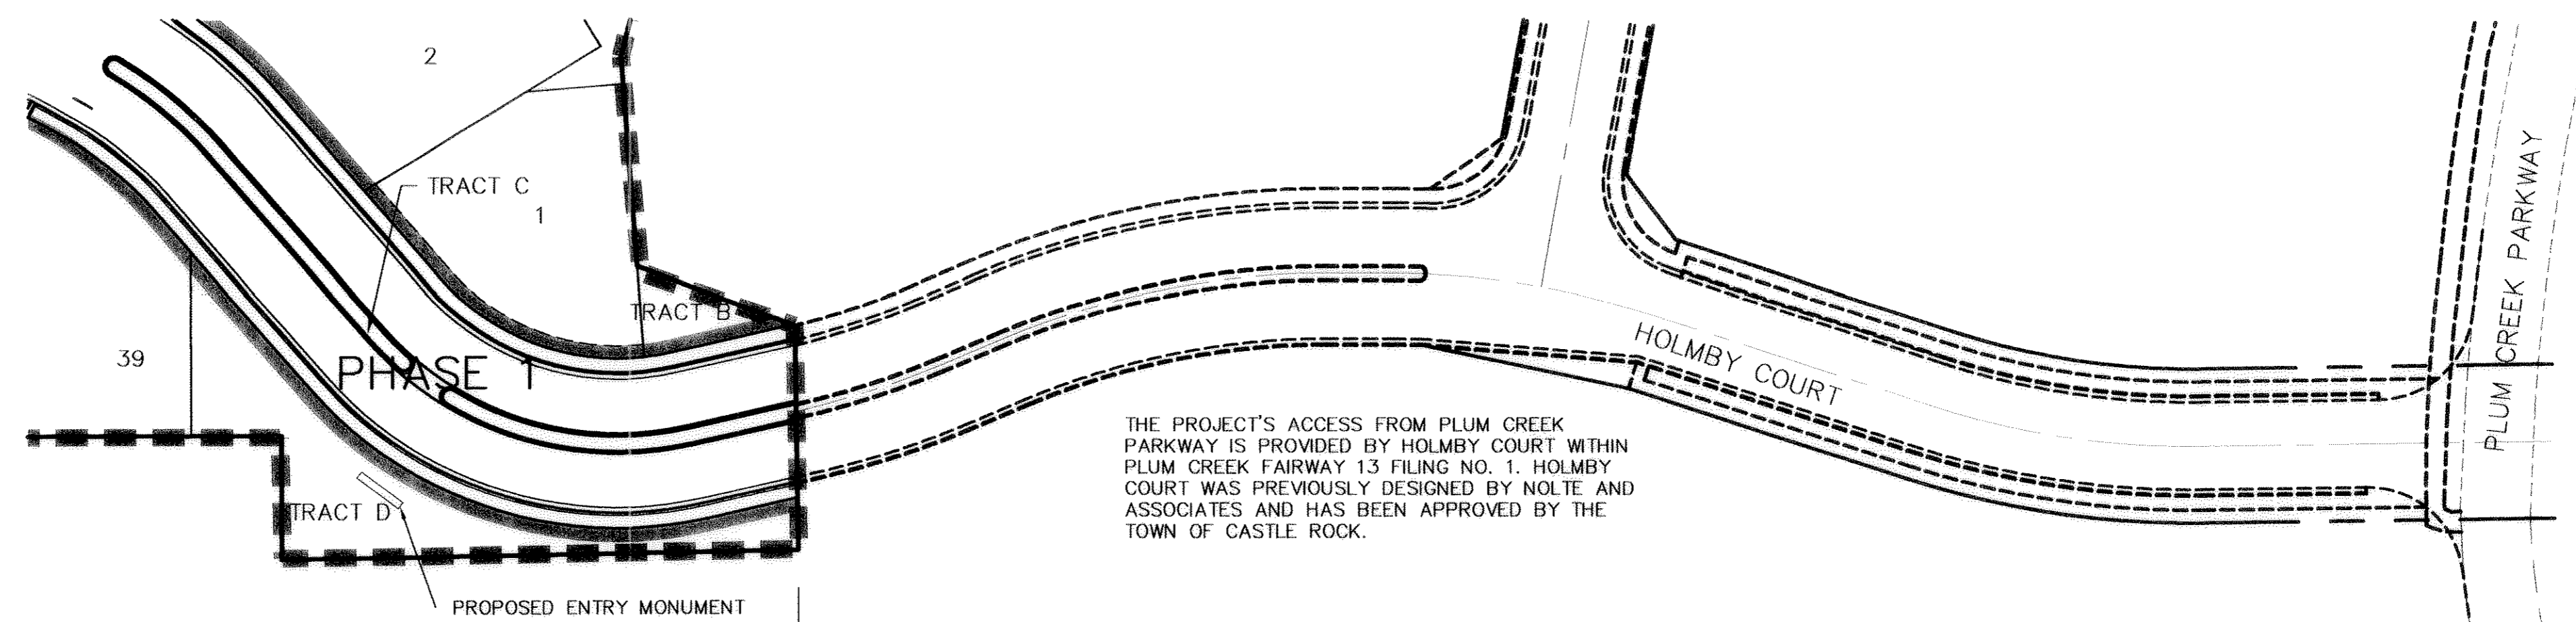 2
TRACT C
1
TRACT B
39
PHASE 1
TRACT D
PROPOSED ENTRY MONUMENT
HOLMBY COURT
THE PROJECT'S ACCESS FROM PLUM CREEK
PARKWAY IS PROVIDED BY HOLMBY COURT WITHIN
PLUM CREEK FAIRWAY 13 FILING NO. 1. HOLMBY
COURT WAS PREVIOUSLY DESIGNED BY NOLTE AND
ASSOCIATES AND HAS BEEN APPROVED BY THE
TOWN OF CASTLE ROCK.
PLUM CREEK PARKWAY